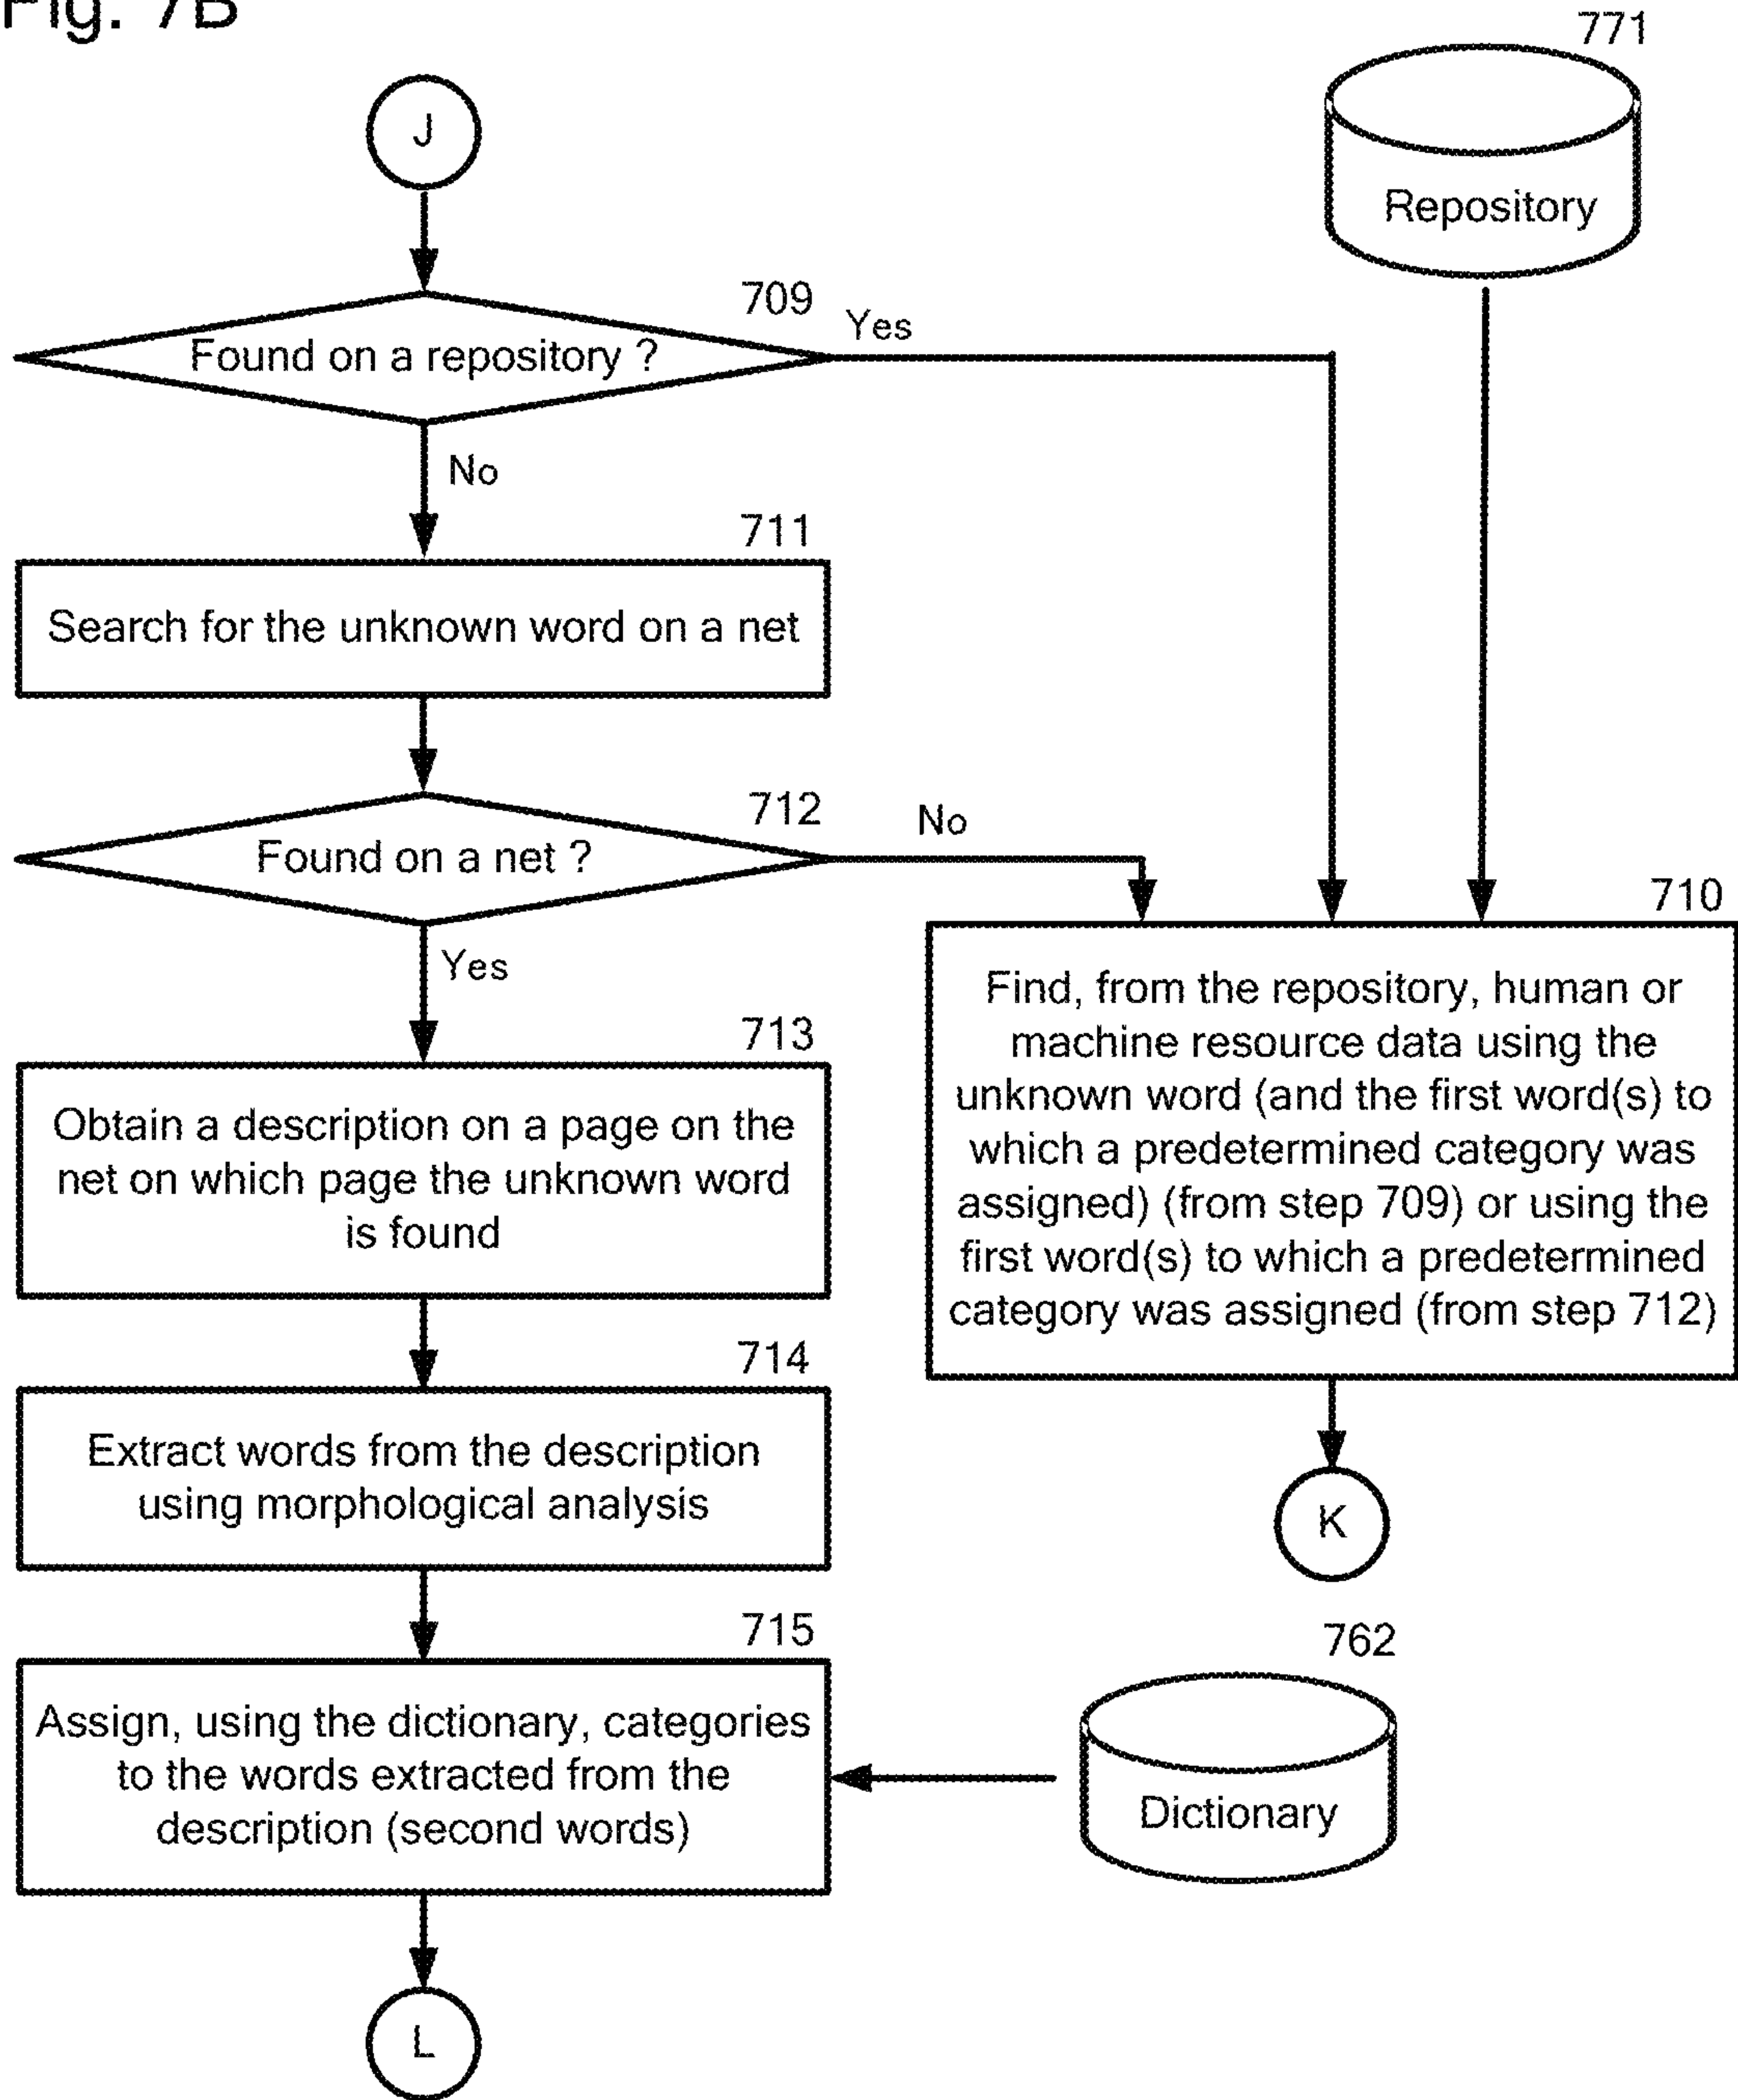 Fig. 7B
771
J
Repository
709
Found on a repository ?
Yes
No
711
Search for the unknown word on a net
712
Found on a net ?
No
Yes
710
Find, from the repository, human or
machine resource data using the
unknown word (and the first word(s) to
which a predetermined category was
assigned) (from step 709) or using the
first word(s) to which a predetermined
category was assigned (from step 712)
713
Obtain a description on a page on the
net on which page the unknown word
is found
714
Extract words from the description
using morphological analysis
K
715
Assign, using the dictionary, categories
to the words extracted from the
description (second words)
762
Dictionary
L